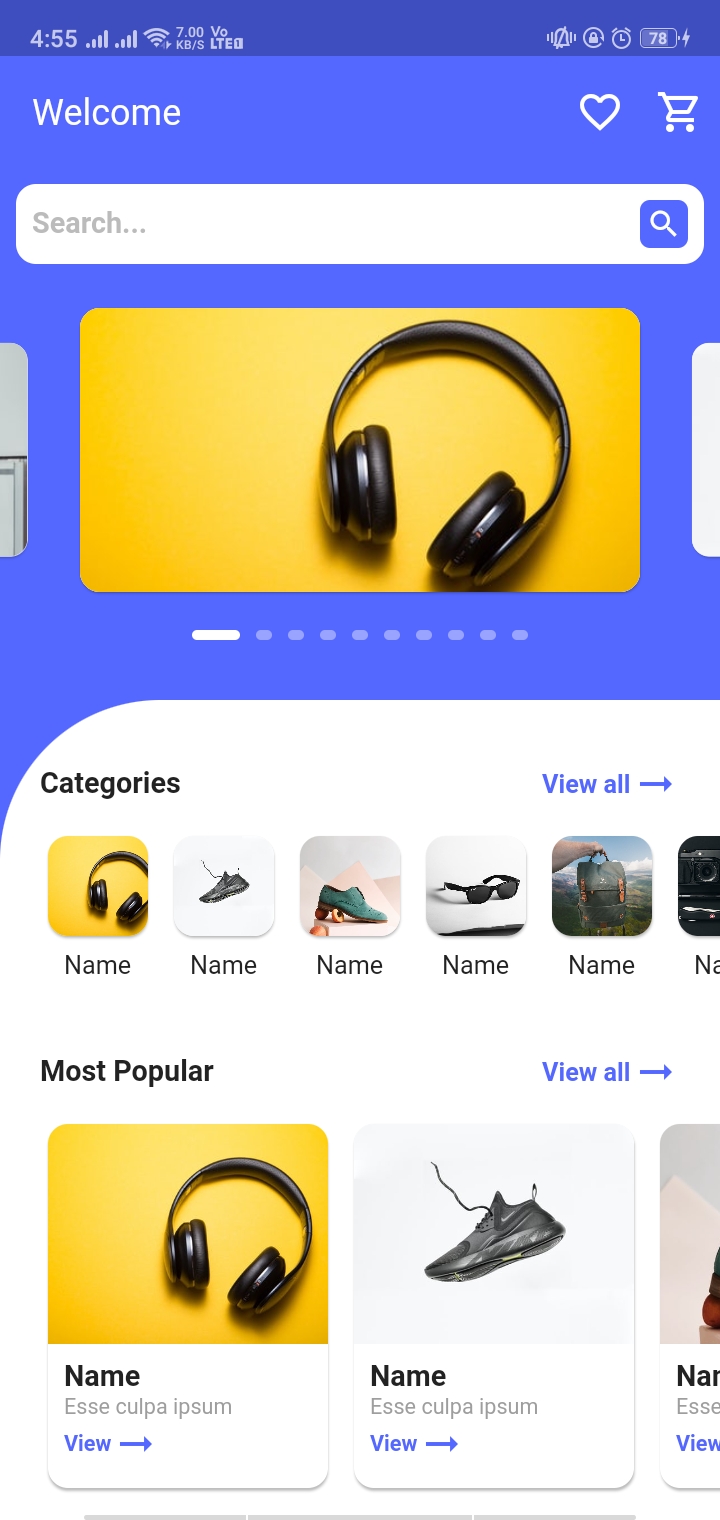 4:55 7.00 KB/S Vo LTE 78
Welcome
Search...
Categories
View all
Name Name Name Name Name Na
Most Popular
View all
Name Name Nar
Esse culpa ipsum Esse culpa ipsum Esse
View View View